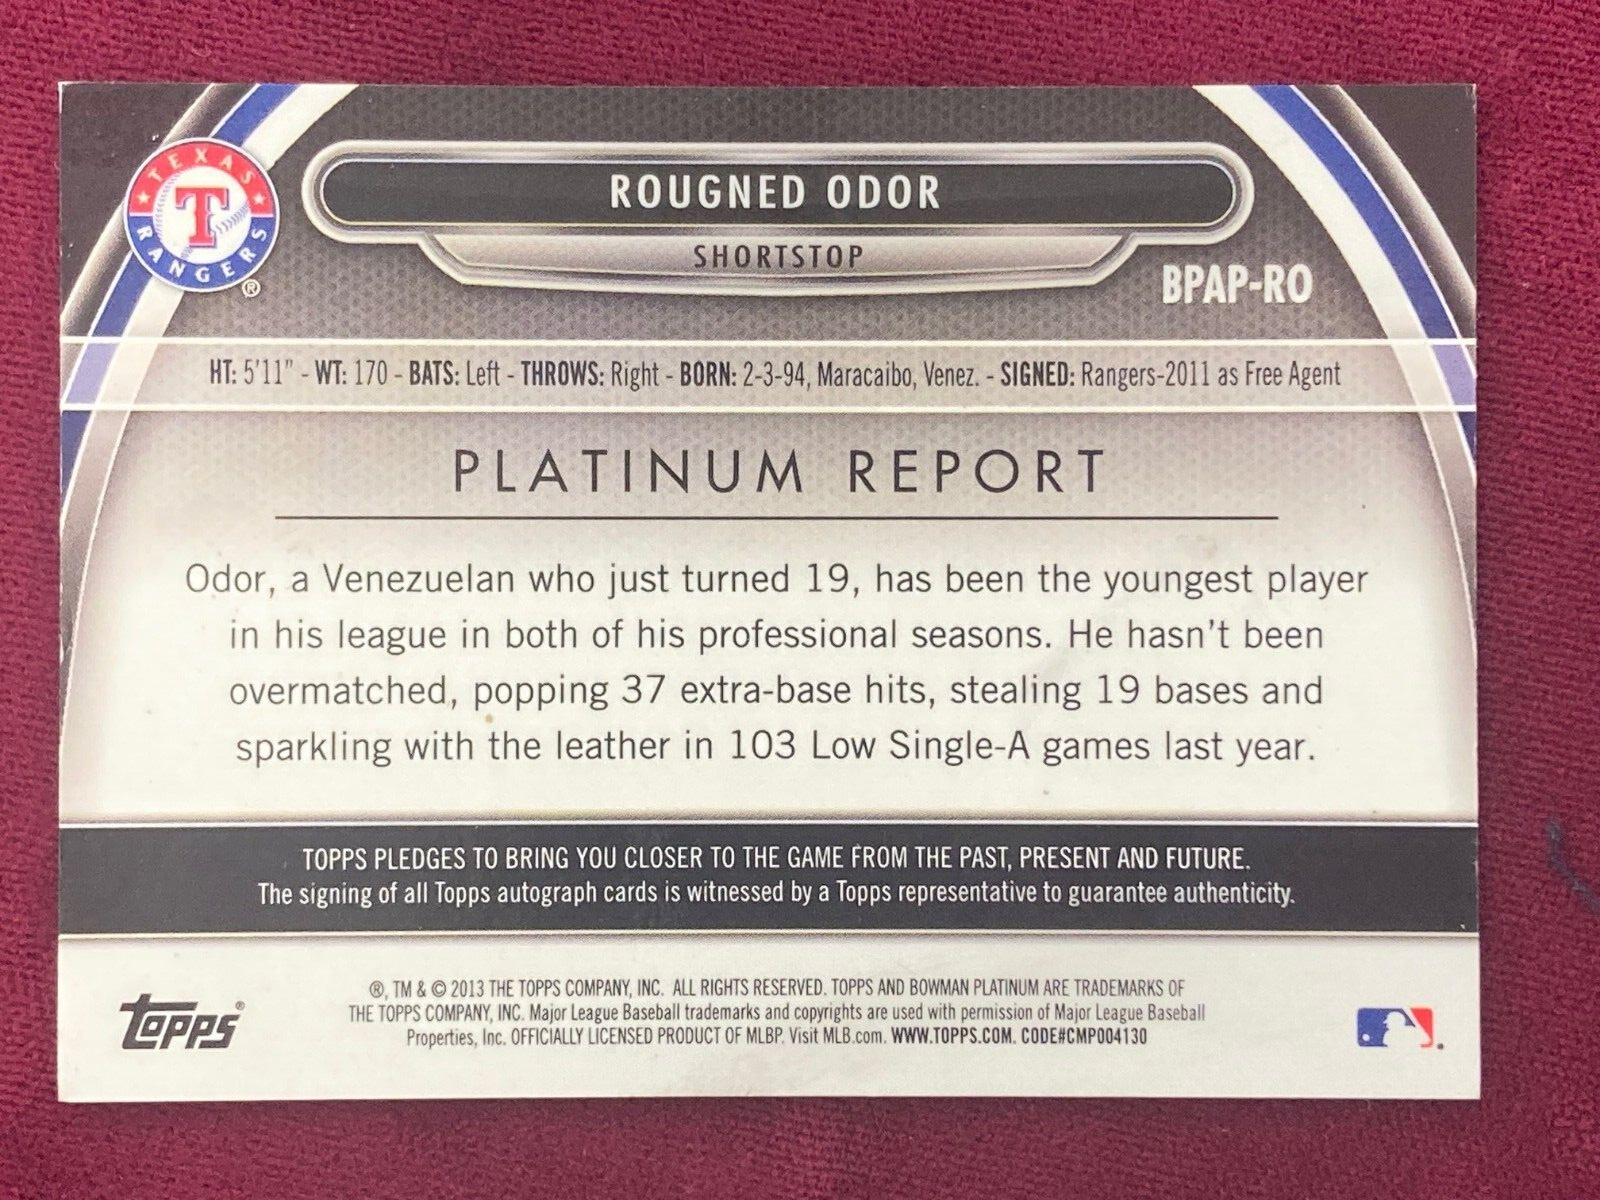 TEXAS
RANGERS
T
®
ROUGNED ODOR
SHORTSTOP
BPAP-RO
HT: 5'11" - WT: 170 - BATS: Left - THROWS: Right - BORN: 2-3-94, Maracaibo, Venez. - SIGNED: Rangers-2011 as Free Agent
PLATINUM REPORT
Odor, a Venezuelan who just turned 19, has been the youngest player
in his league in both of his professional seasons. He hasn't been
overmatched, popping 37 extra-base hits, stealing 19 bases and
sparkling with the leather in 103 Low Single-A games last year.
TOPPS PLEDGES TO BRING YOU CLOSER TO THE GAME FROM THE PAST, PRESENT AND FUTURE.
The signing of all Topps autograph cards is witnessed by a Topps representative to guarantee authenticity.
topps®
®, TM & © 2013 THE TOPPS COMPANY, INC. ALL RIGHTS RESERVED. TOPPS AND BOWMAN PLATINUM ARE TRADEMARKS OF
THE TOPPS COMPANY, INC. Major League Baseball trademarks and copyrights are used with permission of Major League Baseball
Properties, Inc. OFFICIALLY LICENSED PRODUCT OF MLBP. Visit MLB.com. WWW.TOPPS.COM. CODE#CMP004130